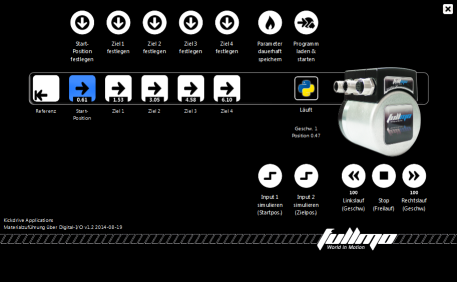 Start-
Position
festlegen
Ziel 1
festlegen
Ziel 2
festlegen
Ziel 3
festlegen
Ziel 4
festlegen
Parameter
dauerhaft
speichern
Programm
laden &
starten
0.61
1.53
3.05
4.58
6.10
Referenz
Start-
Position
Ziel 1
Ziel 2
Ziel 3
Ziel 4
Läuft
Geschw. 1
Position 0.47
fullmo
Input 1
simulieren
(Startpos.)
Input 2
simulieren
(Zielpos.)
100
Linkslauf
(Geschw.)
Stop
(Freilauf)
100
Rechtslauf
(Geschw.)
Kickdrive Applications
Materialzuführung über Digital-I/O v1.2 2014-08-19
fullmo
World in Motion